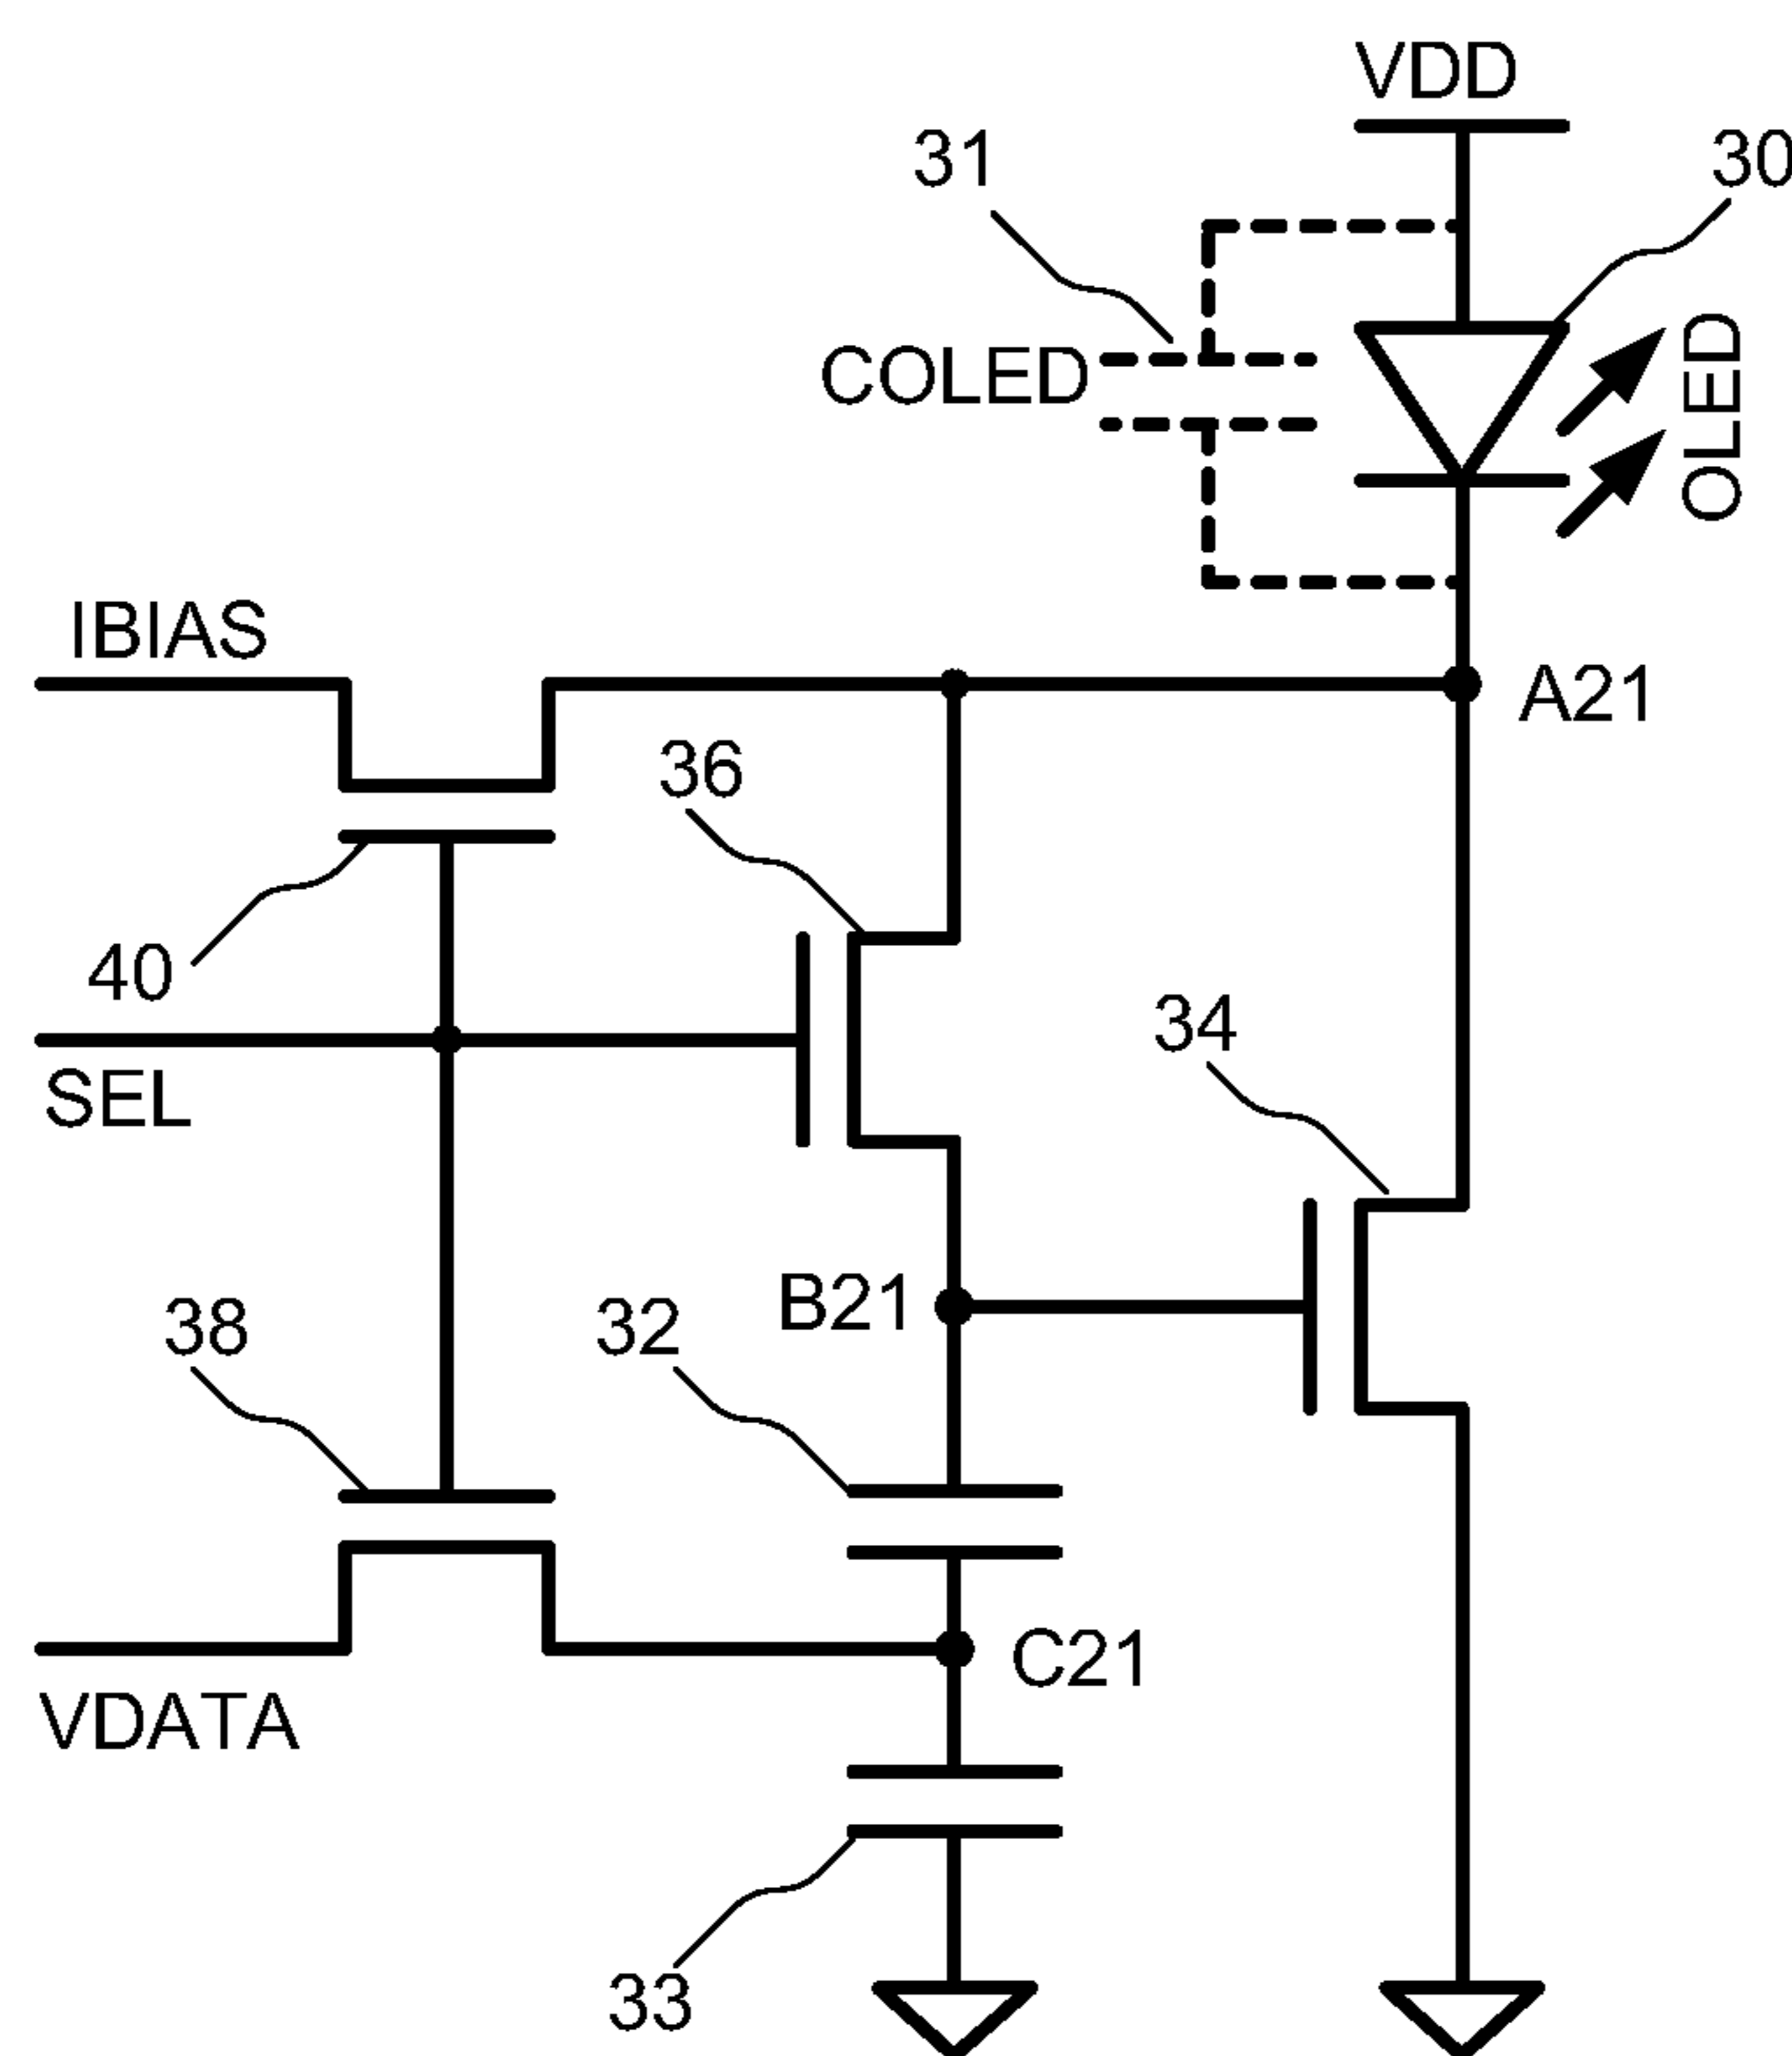 VDD
31
30
COLED
OLED
IBIAS
A21
36
40
34
SEL
B21
38
32
C21
VDATA
33